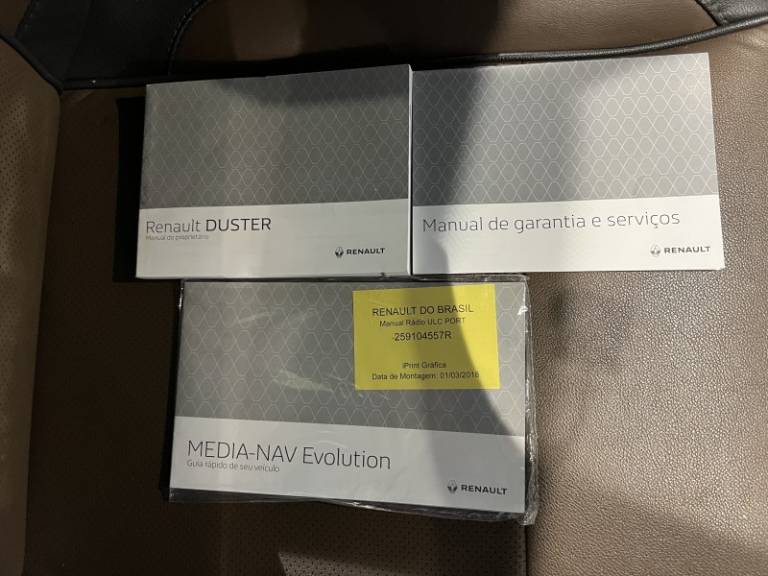 Renault DUSTER
Manual do proprietário
RENAULT
Manual de garantia e serviços
RENAULT
RENAULT DO BRASIL
Manual Rádio ULC PORT
-259104557R
iPrint Gráfica
Data de Montagem: 01/03/2018
MEDIA-NAV Evolution
Guia rápido de seu veículo
RENAULT